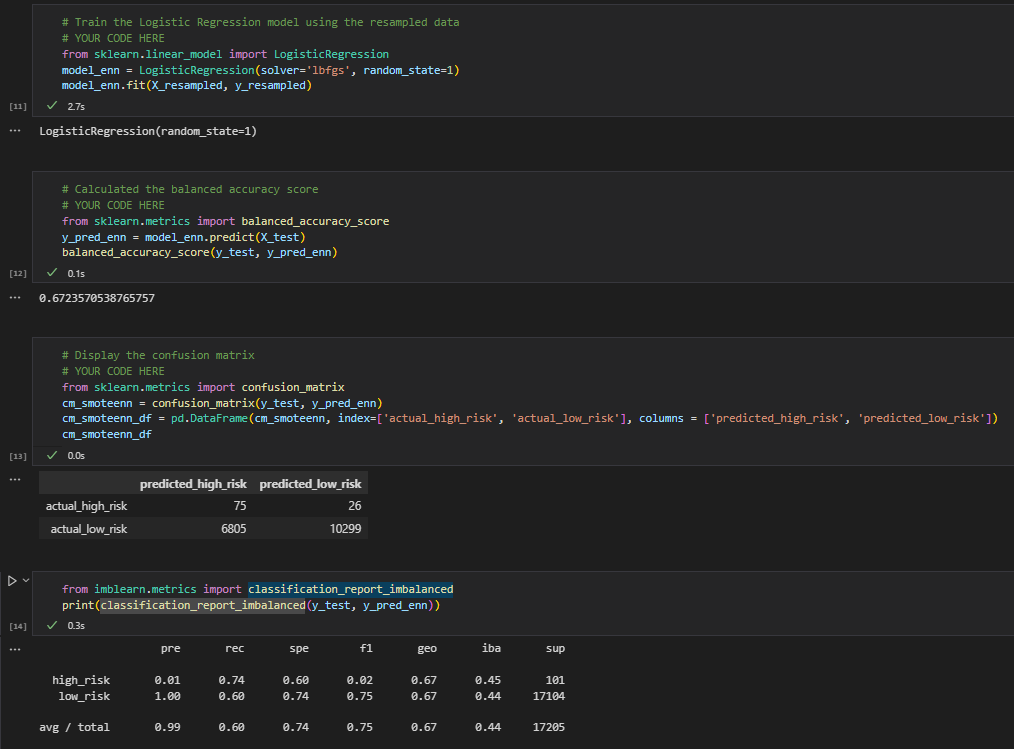 # Train the Logistic Regression model using the resampled data
# YOUR CODE HERE
from sklearn.linear_model import LogisticRegression
model_enn = LogisticRegression(solver='lbfgs', random_state=1)
model_enn.fit(X_resampled, y_resampled)
[11] ✓ 2.7s
... LogisticRegression(random_state=1)
# Calculated the balanced accuracy score
# YOUR CODE HERE
from sklearn.metrics import balanced_accuracy_score
y_pred_enn = model_enn.predict(X_test)
balanced_accuracy_score(y_test, y_pred_enn)
[12] ✓ 0.1s
... 0.6723570538765757
# Display the confusion matrix
# YOUR CODE HERE
from sklearn.metrics import confusion_matrix
cm_smoteenn = confusion_matrix(y_test, y_pred_enn)
cm_smoteenn_df = pd.DataFrame(cm_smoteenn, index=['actual_high_risk', 'actual_low_risk'], columns = ['predicted_high_risk', 'predicted_low_risk'])
cm_smoteenn_df
[13] ✓ 0.0s
... predicted_high_risk predicted_low_risk
actual_high_risk 75 26
actual_low_risk 6805 10299
from imblearn.metrics import classification_report_imbalanced
print(classification_report_imbalanced(y_test, y_pred_enn))
[14] ✓ 0.3s
... pre rec spe f1 geo iba sup
high_risk 0.01 0.74 0.60 0.02 0.67 0.45 101
low_risk 1.00 0.60 0.74 0.75 0.67 0.44 17104
avg / total 0.99 0.60 0.74 0.75 0.67 0.44 17205